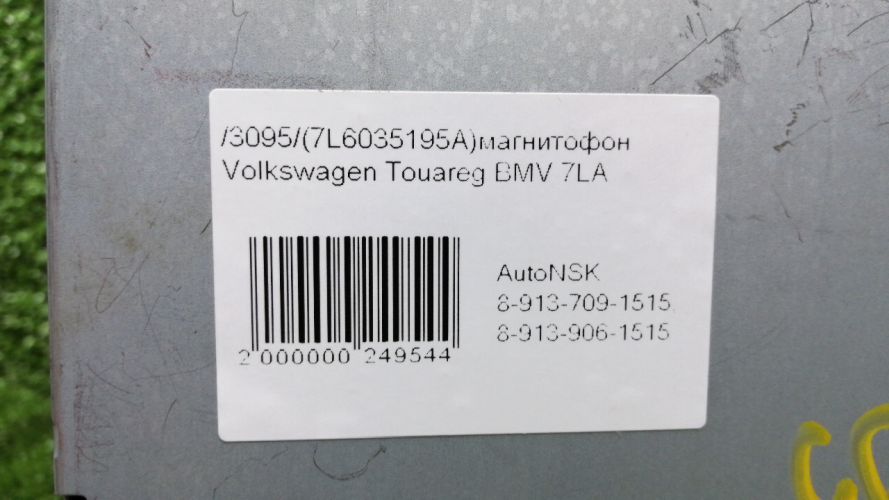 /3095/(7L6035195A)магнитофон
Volkswagen Touareg BMV 7LA
AutoNSK
8-913-709-1515,
8-913-906-1515
2 000000 249544